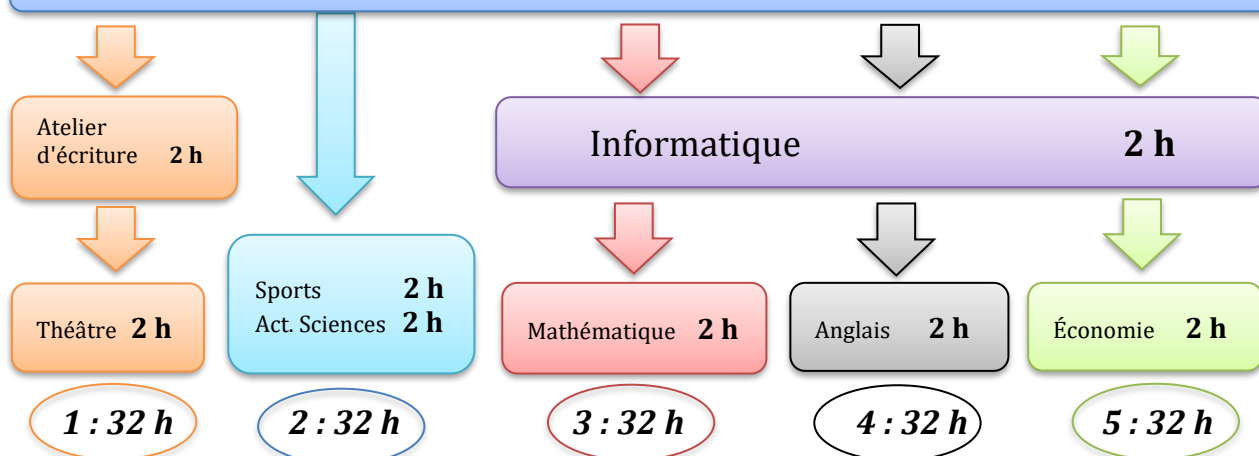 Atelier
d'écriture 2 h
Informatique 2 h
Sports 2 h
Act. Sciences 2 h
Théâtre 2 h
Mathématique 2 h
Anglais 2 h
Économie 2 h
1 : 32 h
2 : 32 h
3 : 32 h
4 : 32 h
5 : 32 h